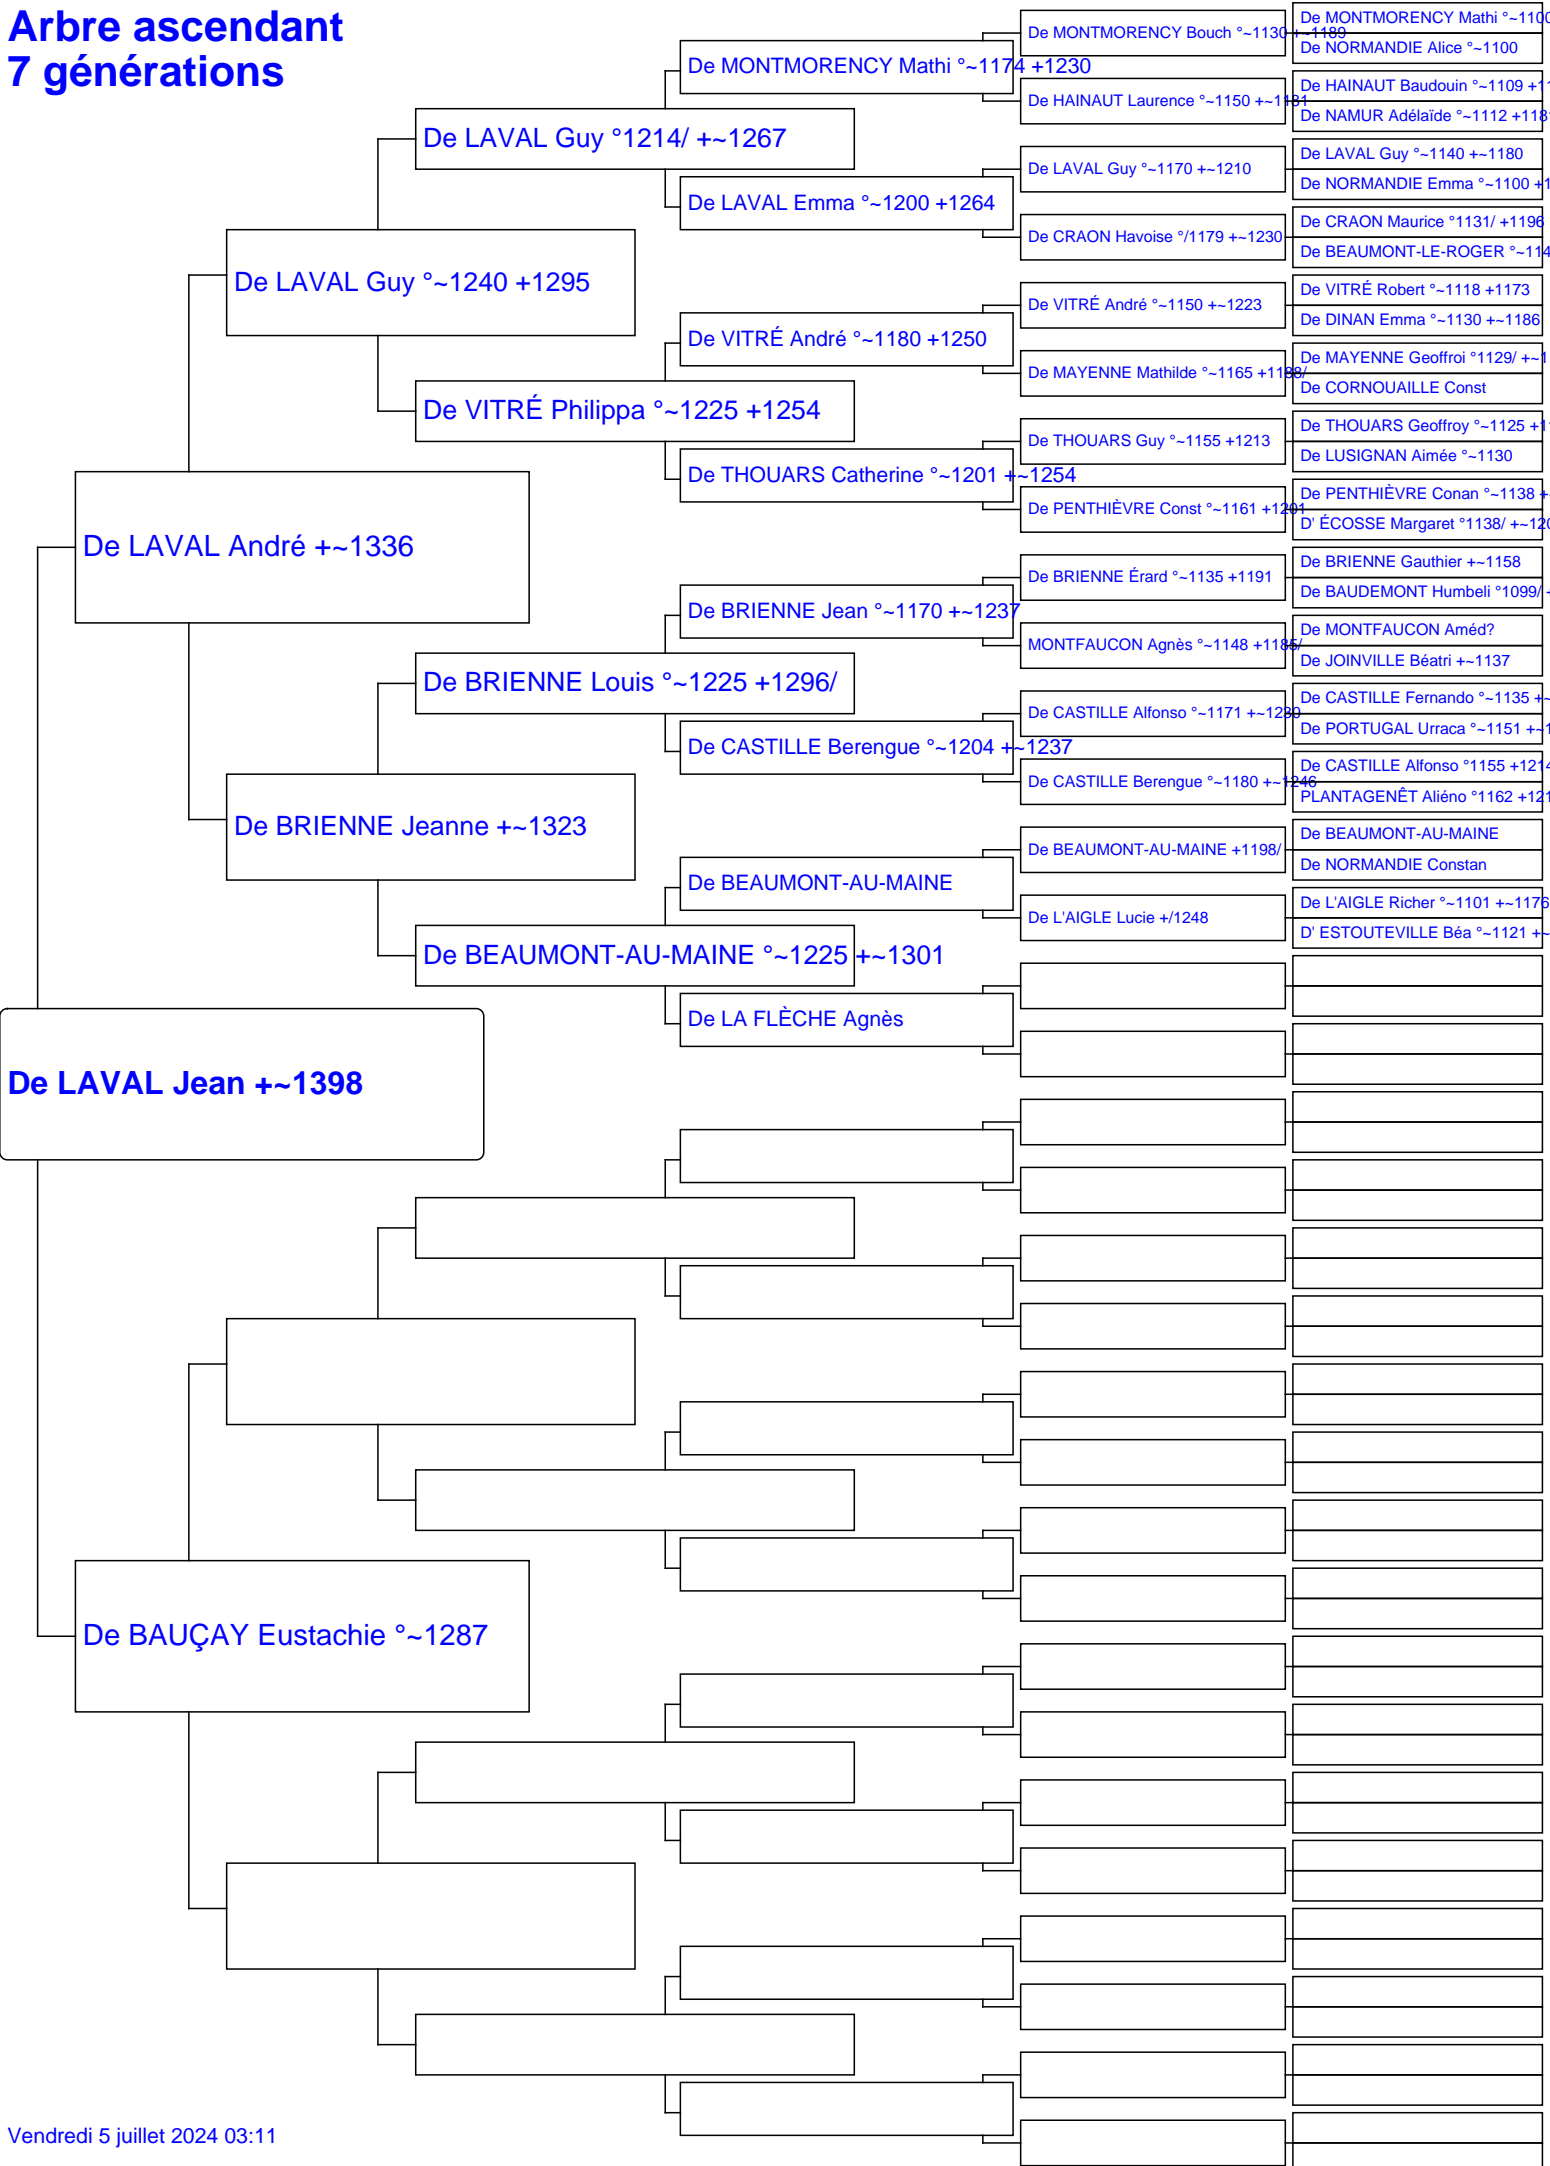 Arbre ascendant
7 générations
De LAVAL Jean +~1398
De LAVAL André +~1336
De BAUÇAY Eustachie °~1287
De LAVAL Guy °~1240 +1295
De BRIENNE Jeanne +~1323
De LAVAL Guy °1214/ +~1267
De VITRÉ Philippa °~1225 +1254
De BRIENNE Louis °~1225 +1296/
De BEAUMONT-AU-MAINE °~1225 +~1301
De MONTMORENCY Mathi °~1174 +1230
De LAVAL Emma °~1200 +1264
De VITRÉ André °~1180 +1250
De THOUARS Catherine °~1201 +~1254
De BRIENNE Jean °~1170 +~1237
De CASTILLE Berengue °~1204 +~1237
De BEAUMONT-AU-MAINE
De LA FLÈCHE Agnès
De MONTMORENCY Bouch °~1130 +~1189
De HAINAUT Laurence °~1150 +~1181
De LAVAL Guy °~1170 +~1210
De CRAON Havoise °/1179 +~1230
De VITRÉ André °~1150 +~1223
De MAYENNE Mathilde °~1165 +1188/
De THOUARS Guy °~1155 +1213
De PENTHIÈVRE Const °~1161 +1201
De BRIENNE Érard °~1135 +1191
MONTFAUCON Agnès °~1148 +1185/
De CASTILLE Alfonso °~1171 +~1230
De CASTILLE Berengue °~1180 +~1246
De BEAUMONT-AU-MAINE +1198/
De L'AIGLE Lucie +/1248
De MONTMORENCY Mathi °~1100
De NORMANDIE Alice °~1100
De HAINAUT Baudouin °~1109 +1
De NAMUR Adélaïde °~1112 +118
De LAVAL Guy °~1140 +~1180
De NORMANDIE Emma °~1100 +1
De CRAON Maurice °1131/ +1196
De BEAUMONT-LE-ROGER °~114
De VITRÉ Robert °~1118 +1173
De DINAN Emma °~1130 +~1186
De MAYENNE Geoffroi °1129/ +~1
De CORNOUAILLE Const
De THOUARS Geoffroy °~1125 +1
De LUSIGNAN Aimée °~1130
De PENTHIÈVRE Conan °~1138 +
D' ÉCOSSE Margaret °1138/ +~120
De BRIENNE Gauthier +~1158
De BAUDEMONT Humbeli °1099/ +
De MONTFAUCON Améd?
De JOINVILLE Béatri +~1137
De CASTILLE Fernando °~1135 +~
De PORTUGAL Urraca °~1151 +~1
De CASTILLE Alfonso °1155 +1214
PLANTAGENÊT Aliéno °1162 +121
De BEAUMONT-AU-MAINE
De NORMANDIE Constan
De L'AIGLE Richer °~1101 +~1176
D' ESTOUTEVILLE Béa °~1121 +~
Vendredi 5 juillet 2024 03:11